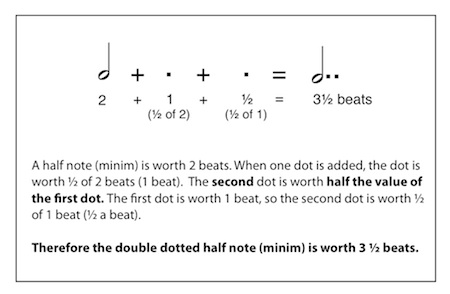 + + =
2 + 1 + ½ = 3½ beats
(½ of 2) (½ of 1)
A half note (minim) is worth 2 beats. When one dot is added, the dot is
worth ½ of 2 beats (1 beat). The second dot is worth half the value of
the first dot. The first dot is worth 1 beat, so the second dot is worth ½
of 1 beat (½ a beat).
Therefore the double dotted half note (minim) is worth 3 ½ beats.